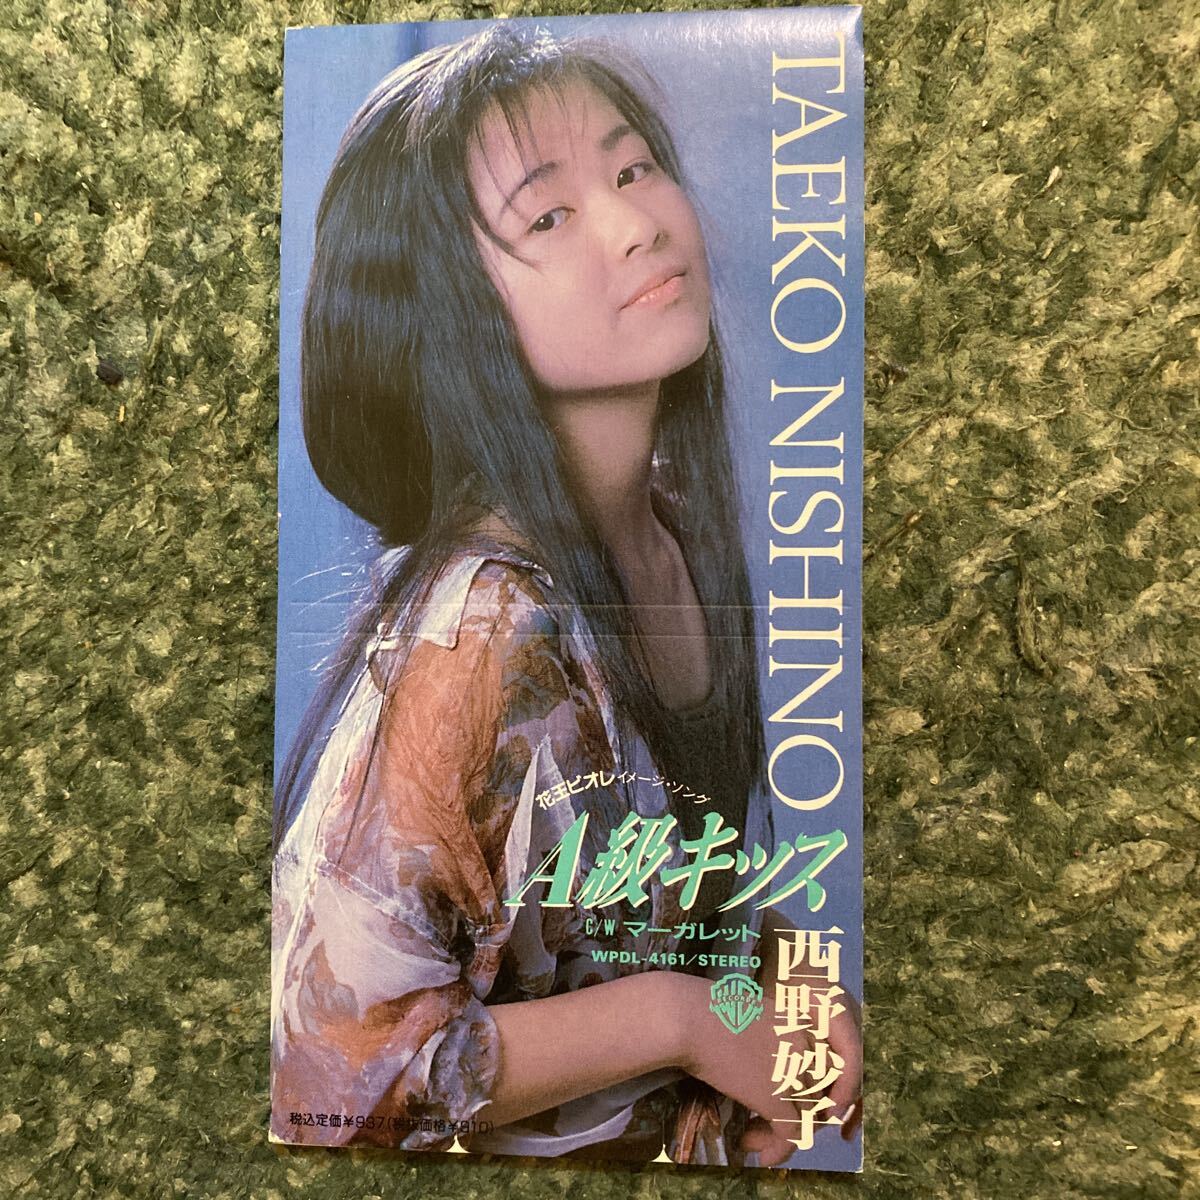 TAEKO NISHINO
花王ビオレイメージ・ソング
A級キッス
C/W マーガレット
WPDL-4161/STEREO
RECORDS
西野妙子
税込定価¥937(税抜価格¥910)